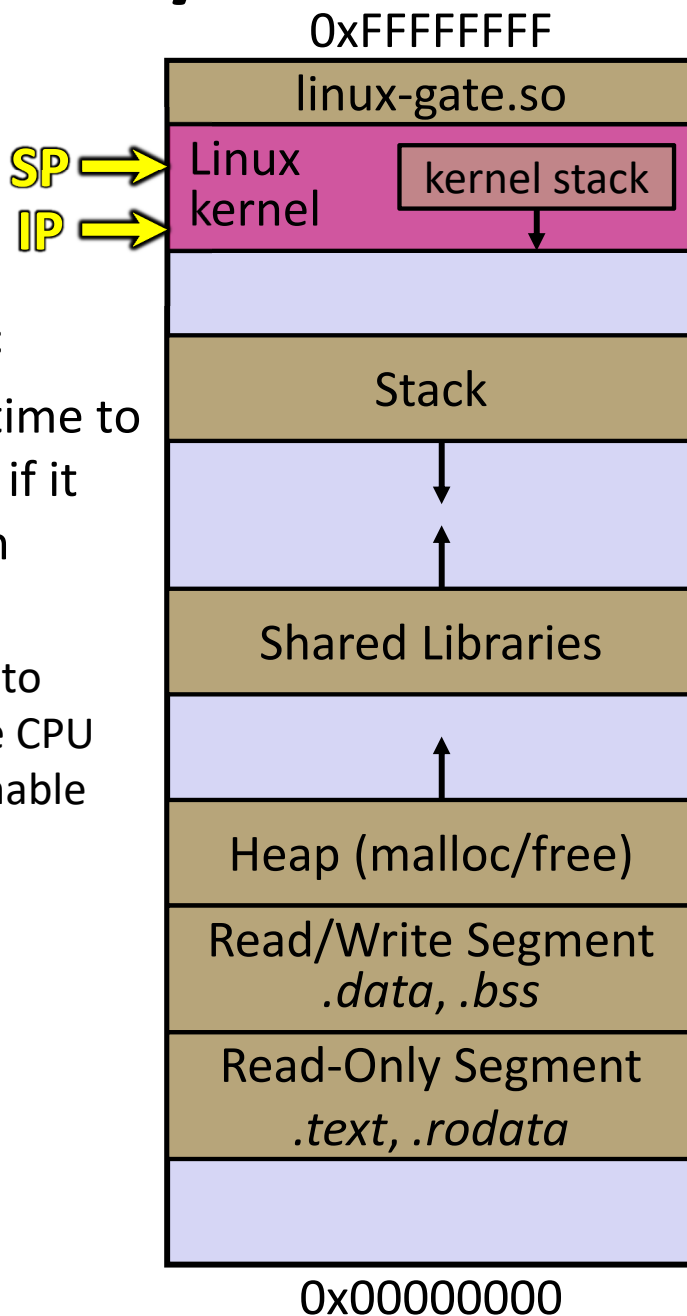 0xFFFFFFFF
linux-gate.so
SP
Linux
kernel
kernel stack
IP
Stack
time to
if it
Shared Libraries
to
CPU
Heap (malloc/free)
Read/Write Segment
.data, .bss
Read-Only Segment
.text, .rodata
0x00000000